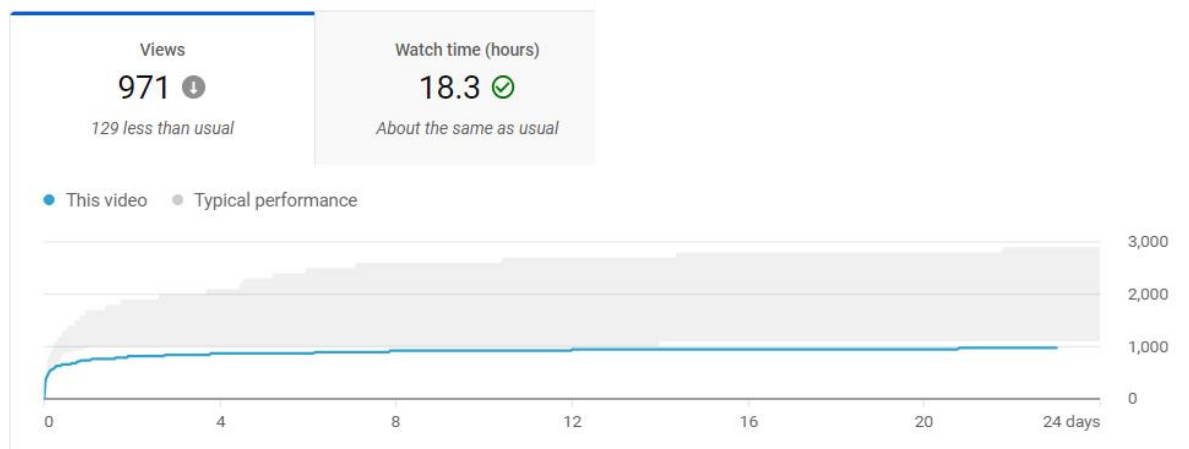 Views
971
129 less than usual
Watch time (hours)
18.3
About the same as usual
This video
Typical performance
3,000
2,000
1,000
0
0
4
8
12
16
20
24 days